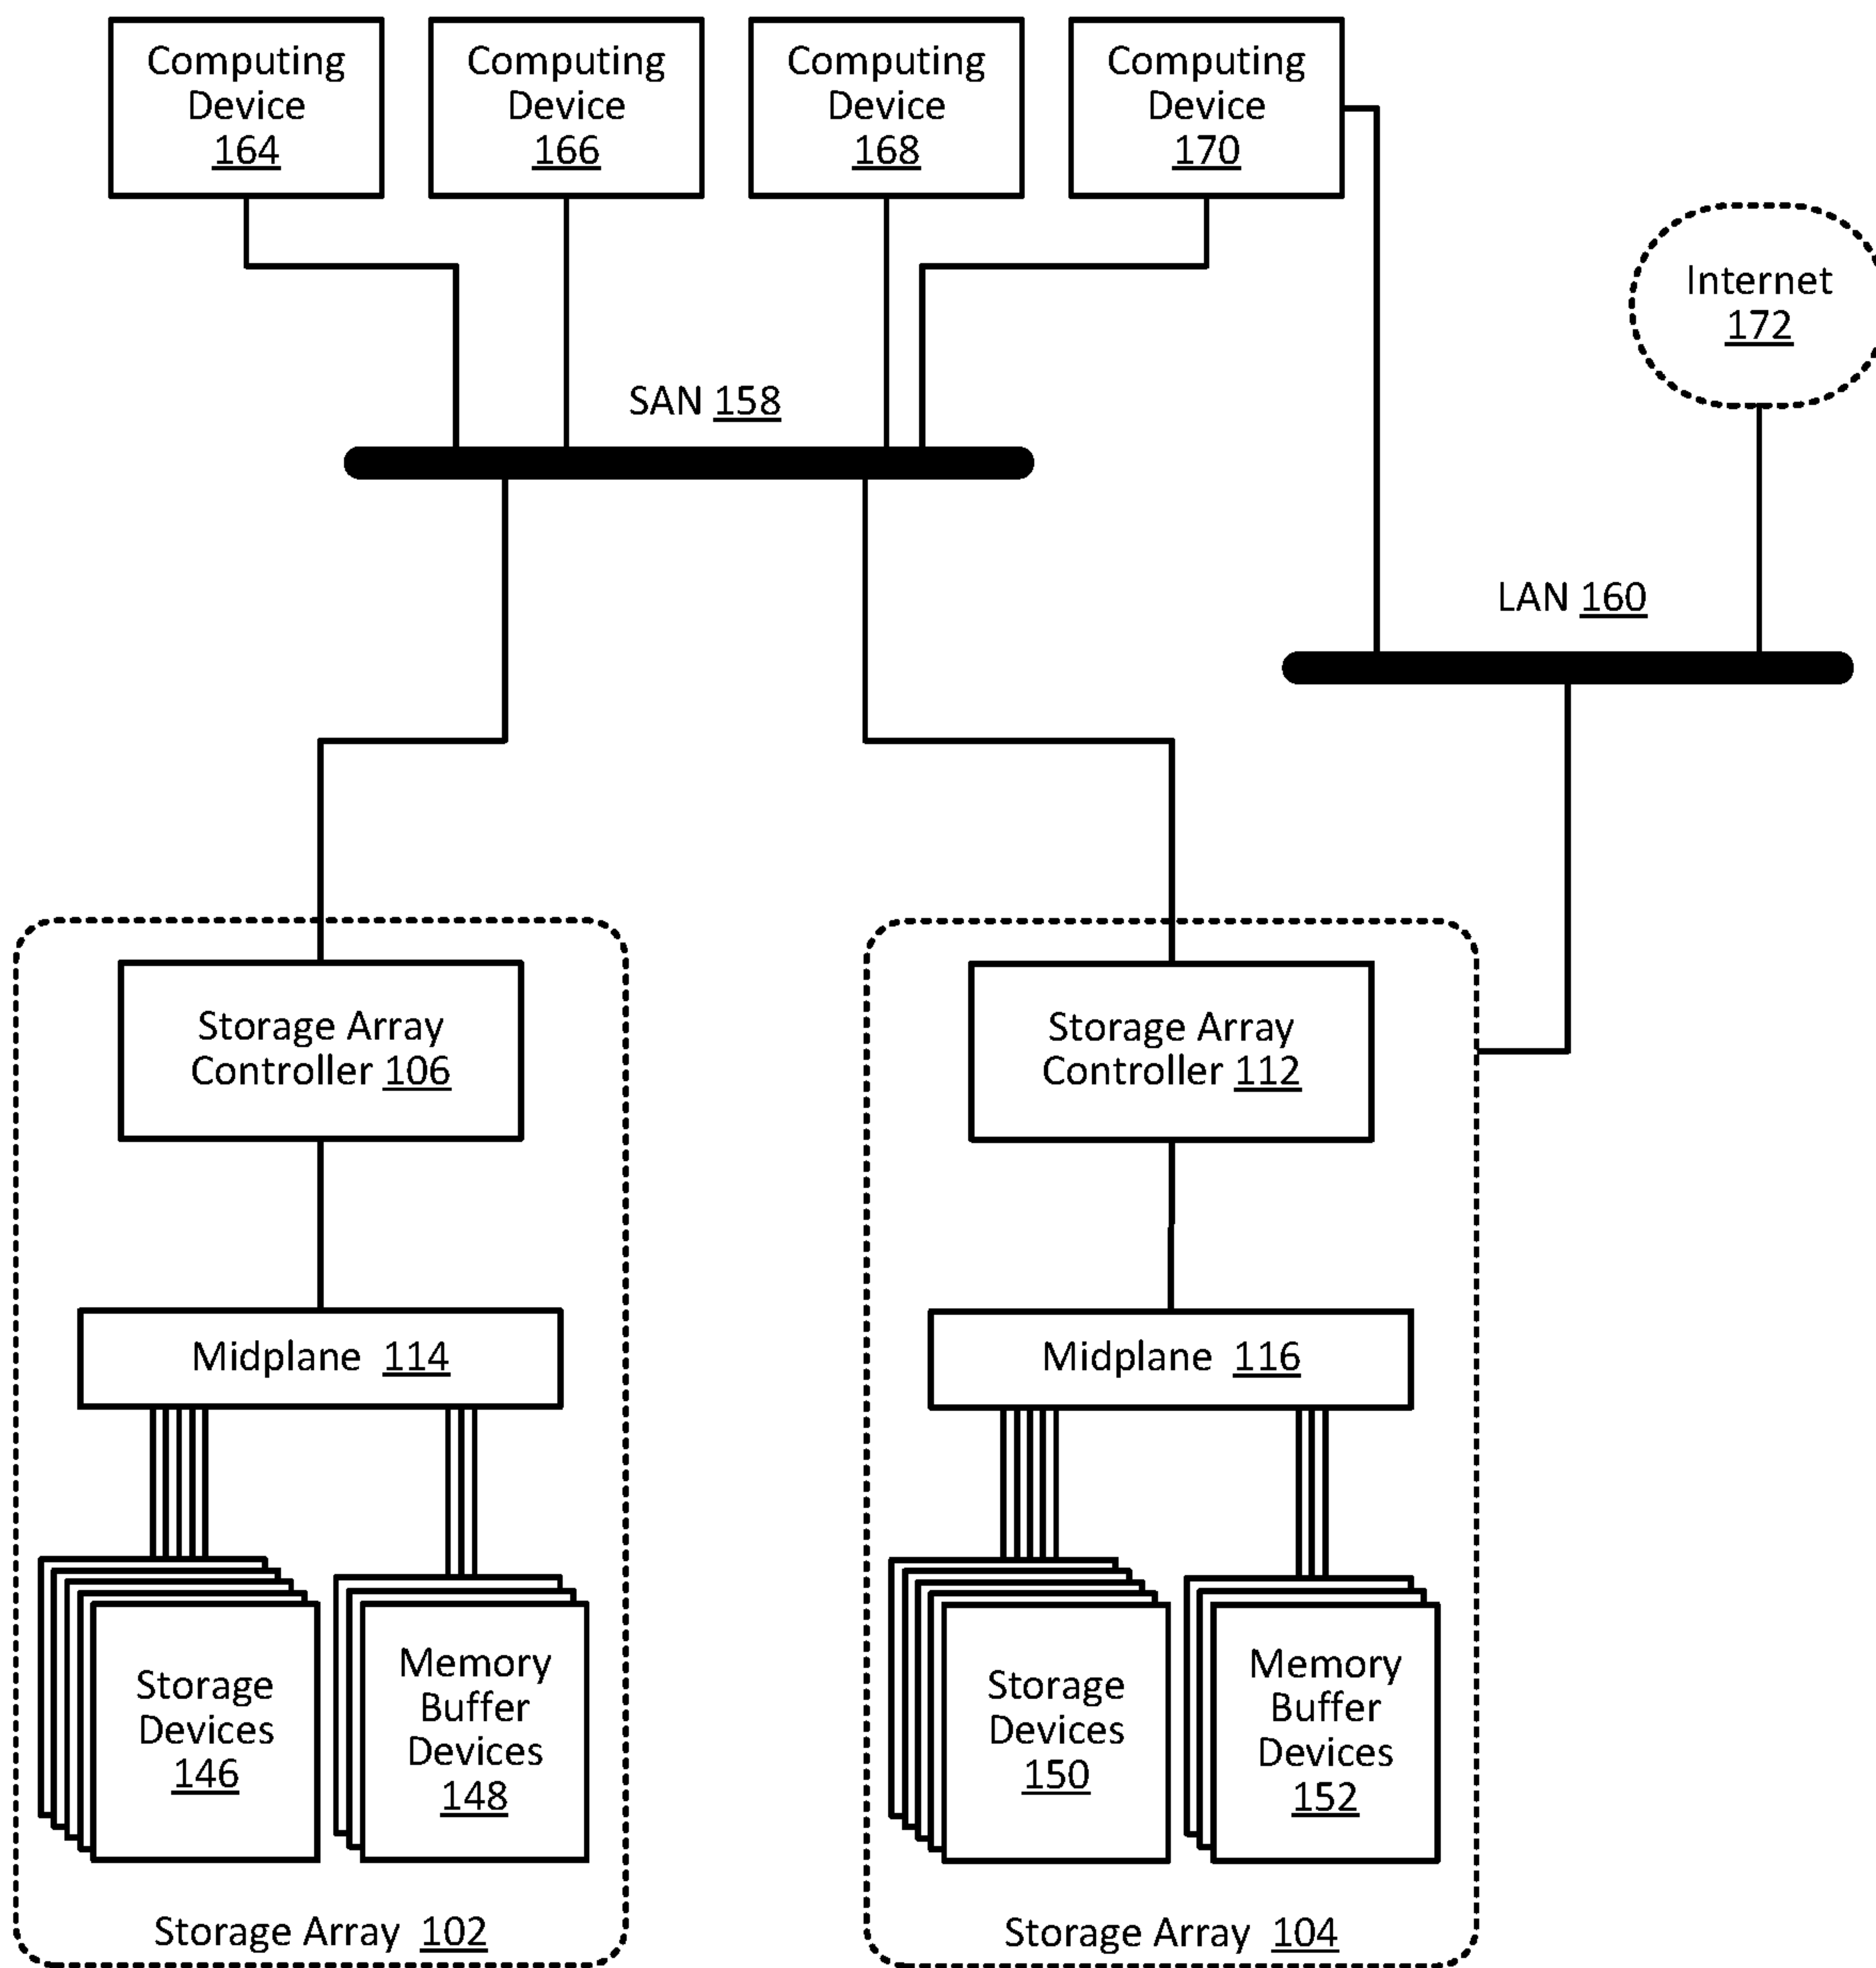 Computing
Device
164
Computing
Device
166
Computing
Device
168
Computing
Device
170
Internet
172
SAN 158
LAN 160
Storage Array
Controller 106
Storage Array
Controller 112
Midplane 114
Midplane 116
Storage
Devices
146
Memory
Buffer
Devices
148
Storage
Devices
150
Memory
Buffer
Devices
152
Storage Array 102
Storage Array 104